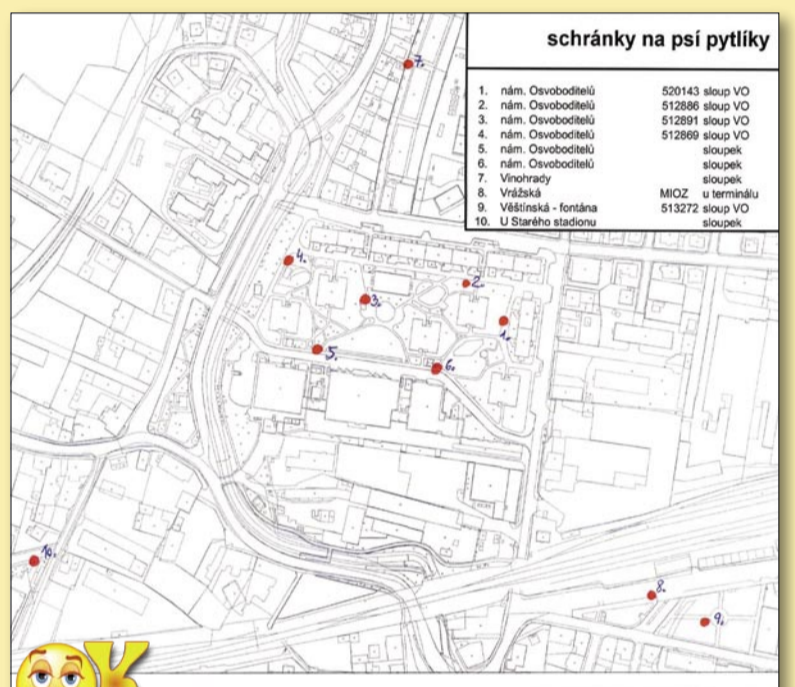 schránky na psí pytlíky
1. nám. Osvoboditelů 520143 sloup VO
2. nám. Osvoboditelů 512886 sloup VO
3. nám. Osvoboditelů 512891 sloup VO
4. nám. Osvoboditelů 512869 sloup VO
5. nám. Osvoboditelů sloupek
6. nám. Osvoboditelů sloupek
7. Vinohrady sloupek
8. Vrážská MIOZ u terminálu
9. Věštínská - fontána 513272 sloup VO
10. U Starého stadionu sloupek
7.
4.
2.
3.
1.
5.
6.
10.
8.
9.
K